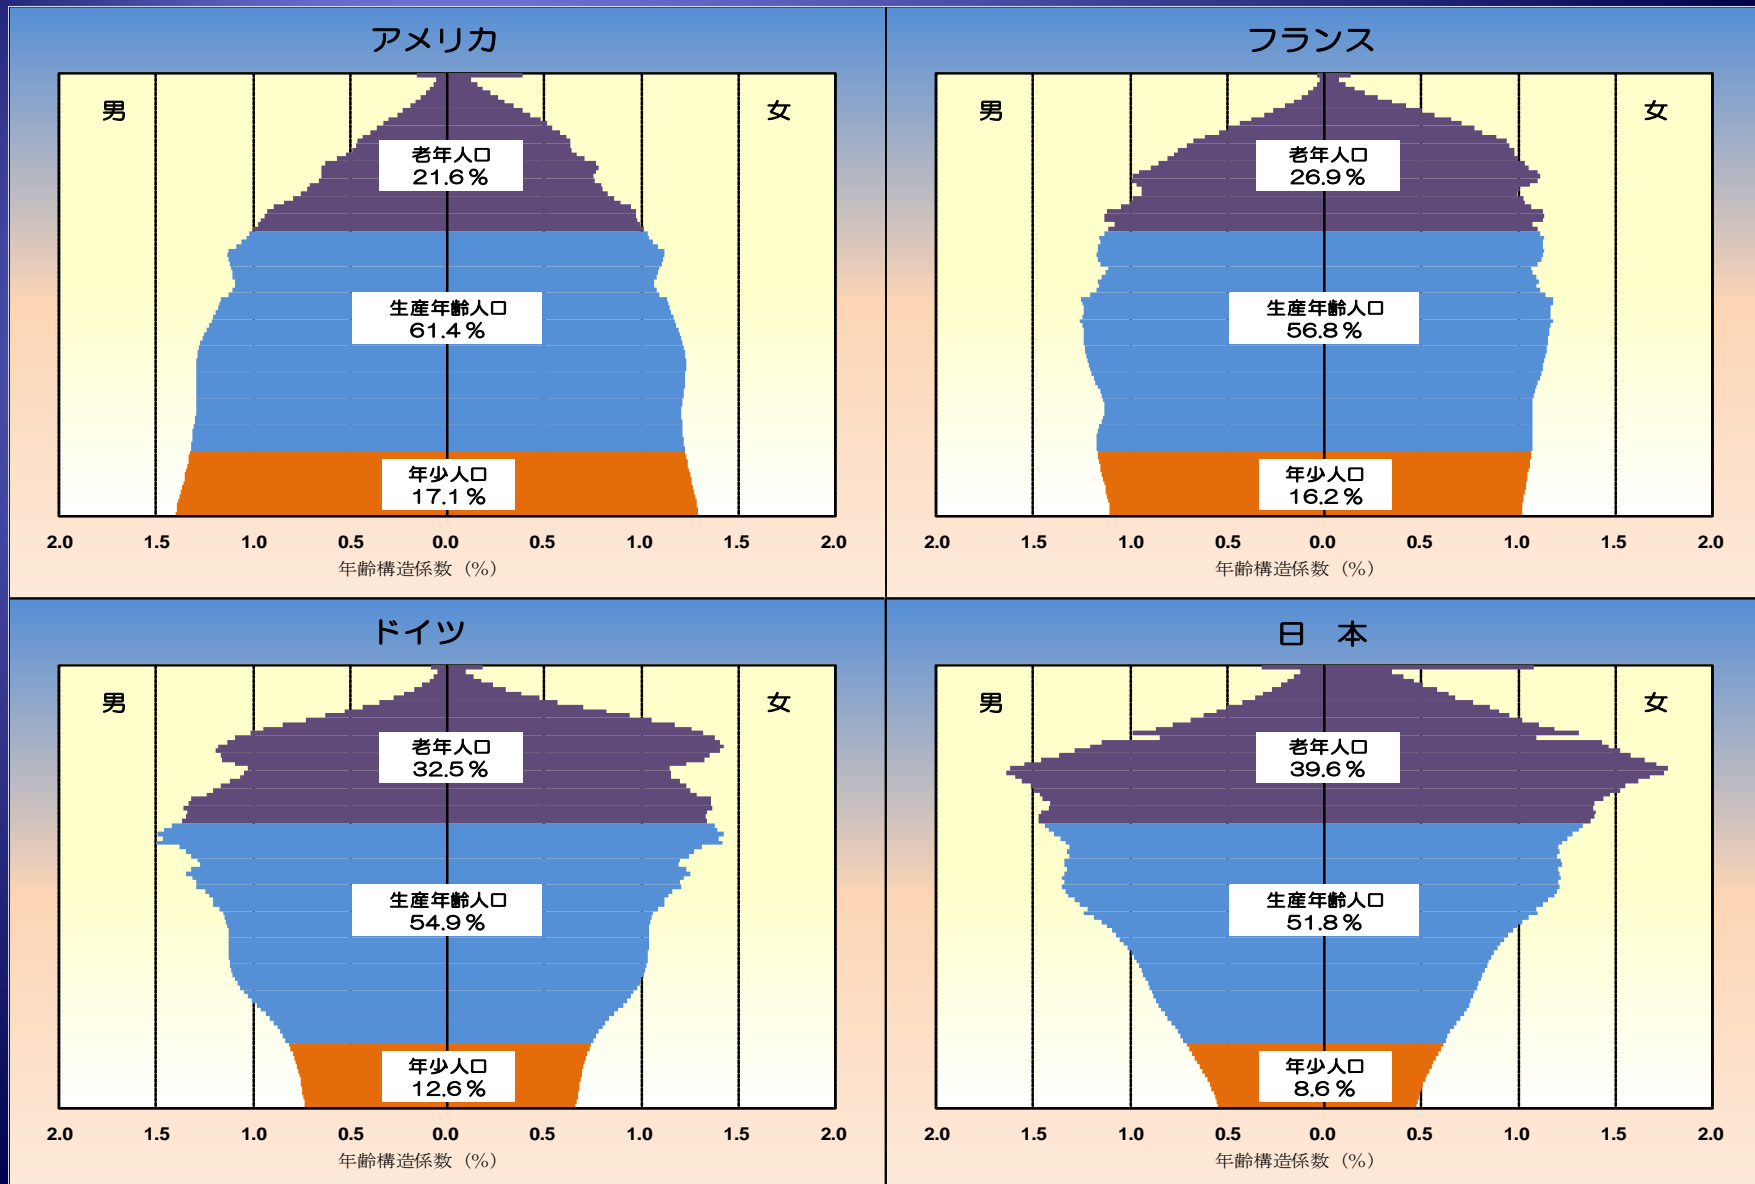 アメリカ
男
女
老年人口
21.6％
生産年齢人口
61.4％
年少人口
17.1％
2.0 1.5 1.0 0.5 0.0 0.5 1.0 1.5 2.0
年齢構造係数（％）
フランス
男
女
老年人口
26.9％
生産年齢人口
56.8％
年少人口
16.2％
2.0 1.5 1.0 0.5 0.0 0.5 1.0 1.5 2.0
年齢構造係数（％）
ドイツ
男
女
老年人口
32.5％
生産年齢人口
54.9％
年少人口
12.6％
2.0 1.5 1.0 0.5 0.0 0.5 1.0 1.5 2.0
年齢構造係数（％）
日　本
男
女
老年人口
39.6％
生産年齢人口
51.8％
年少人口
8.6％
2.0 1.5 1.0 0.5 0.0 0.5 1.0 1.5 2.0
年齢構造係数（％）